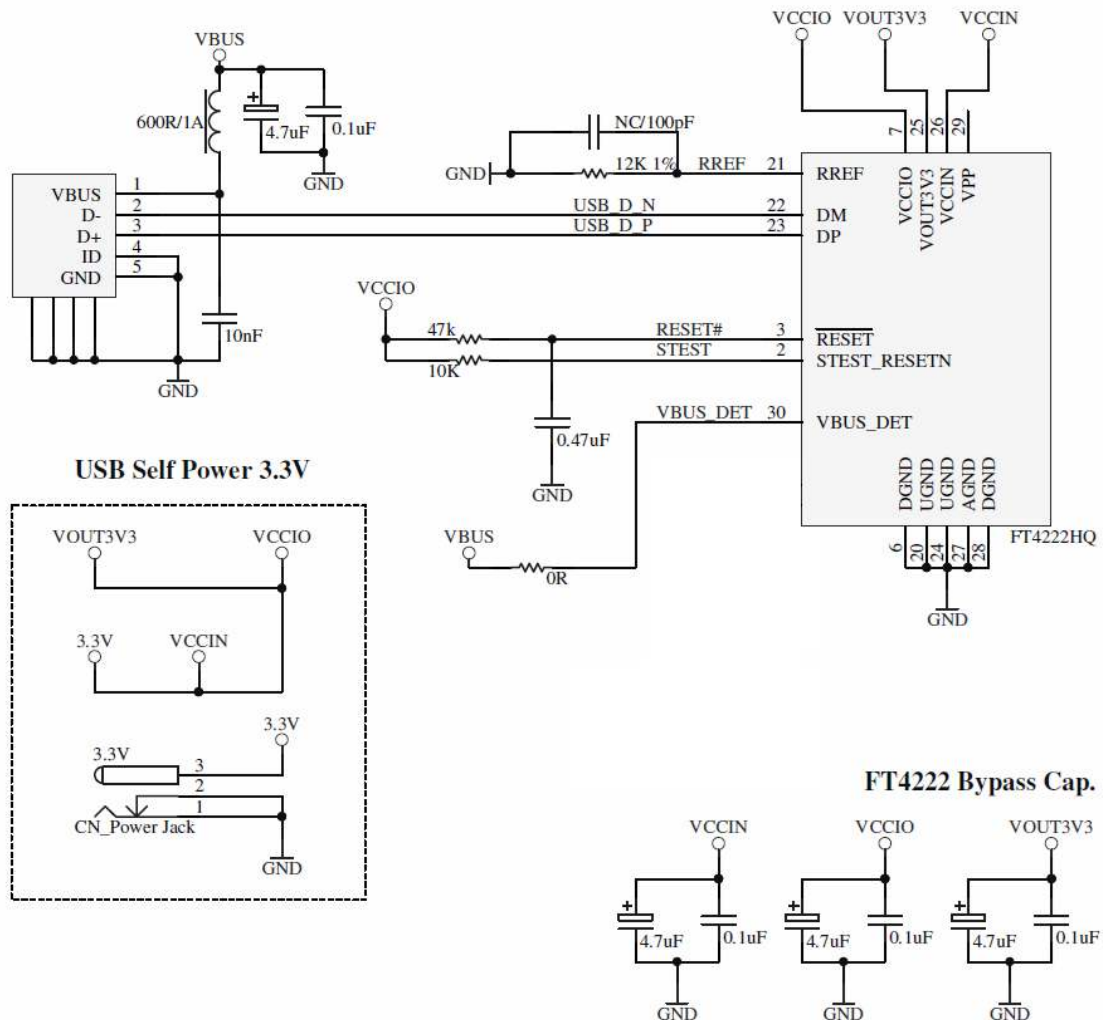 VCCIO VOUT3V3 VCCIN
VBUS
600R/1A
+
4.7uF
0.1uF
GND
NC/100pF
GND
12K 1%
RREF
21
RREF
7
25
26
29
VCCIO
VOUT3V3
VCCIN
VPP
VBUS
1
D-
2
D+
3
ID
4
GND
5
USB_D_N
22
DM
USB_D_P
23
DP
10nF
GND
VCCIO
47k
RESET#
3
RESET
10K
STEST
2
STEST_RESETN
0.47uF
GND
VBUS_DET
30
VBUS_DET
VBUS
0R
DGND
UGND
UGND
AGND
DGND
6
20
24
27
28
FT4222HQ
GND
USB Self Power 3.3V
VOUT3V3
VCCIO
3.3V
VCCIN
3.3V
3.3V
3
2
1
CN_Power Jack
GND
FT4222 Bypass Cap.
VCCIN
+
4.7uF
0.1uF
GND
VCCIO
+
4.7uF
0.1uF
GND
VOUT3V3
+
4.7uF
0.1uF
GND